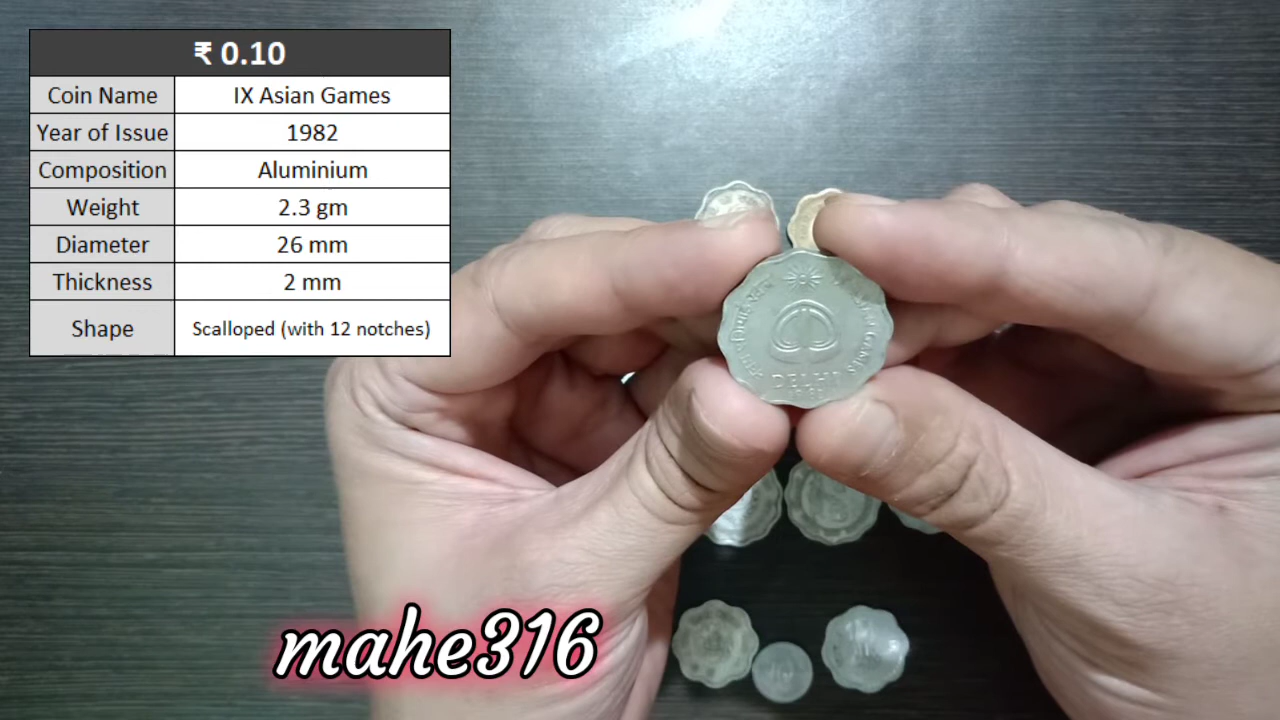 ₹ 0.10
Coin Name IX Asian Games
Year of Issue 1982
Composition Aluminium
Weight 2.3 gm
Diameter 26 mm
Thickness 2 mm
Shape Scalloped (with 12 notches)
GAMES
DELHI
mahe316